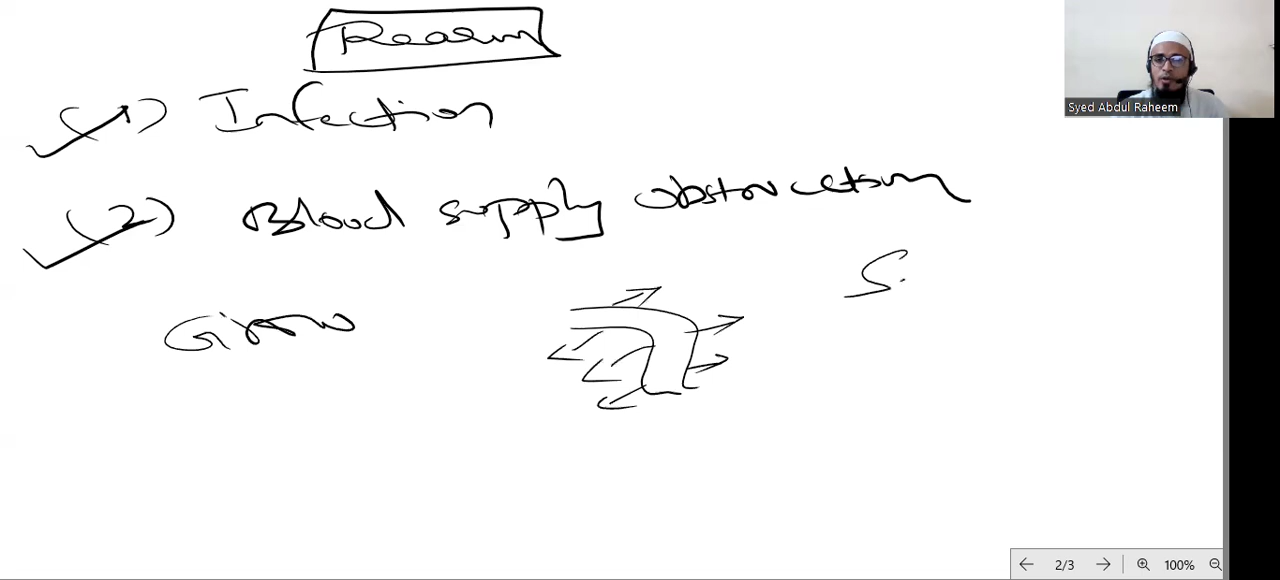 Reason
Syed Abdul Raheem
(1) Infection
(2) Blood supply obstruction
S.
2/3
100%